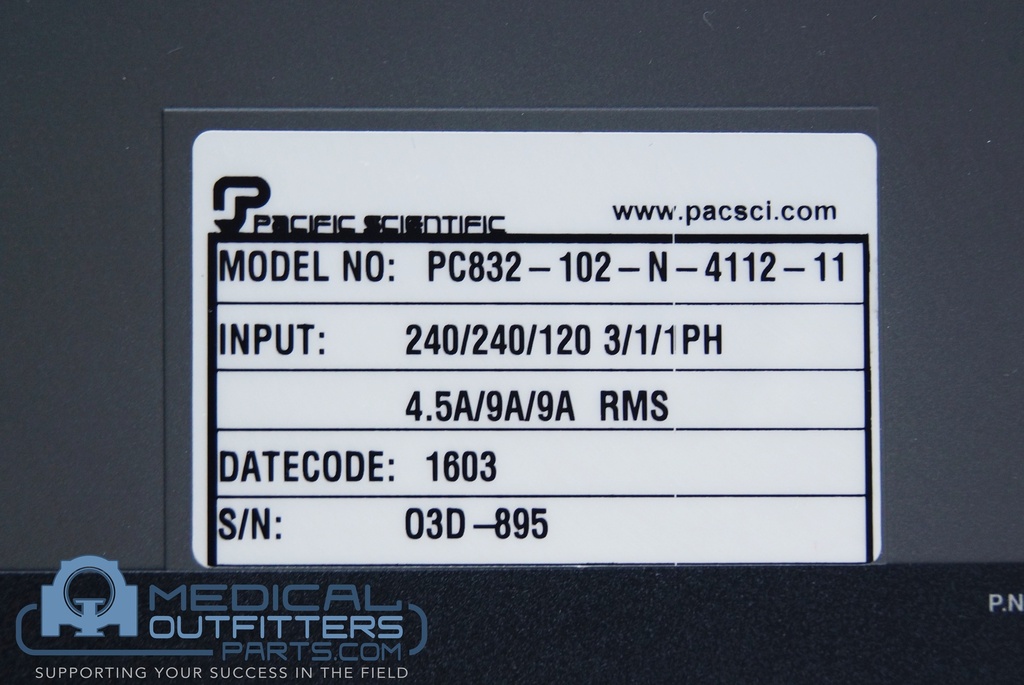 PACIFIC SCIENTIFIC
www.pacsci.com
MODEL NO: PC832-102-N-4112-11
INPUT: 240/240/120 3/1/1PH
4.5A/9A/9A RMS
DATECODE: 1603
S/N: 03D-895
P.N
MEDICAL
OUTFITTERS
PARTS.COM
SUPPORTING YOUR SUCCESS IN THE FIELD